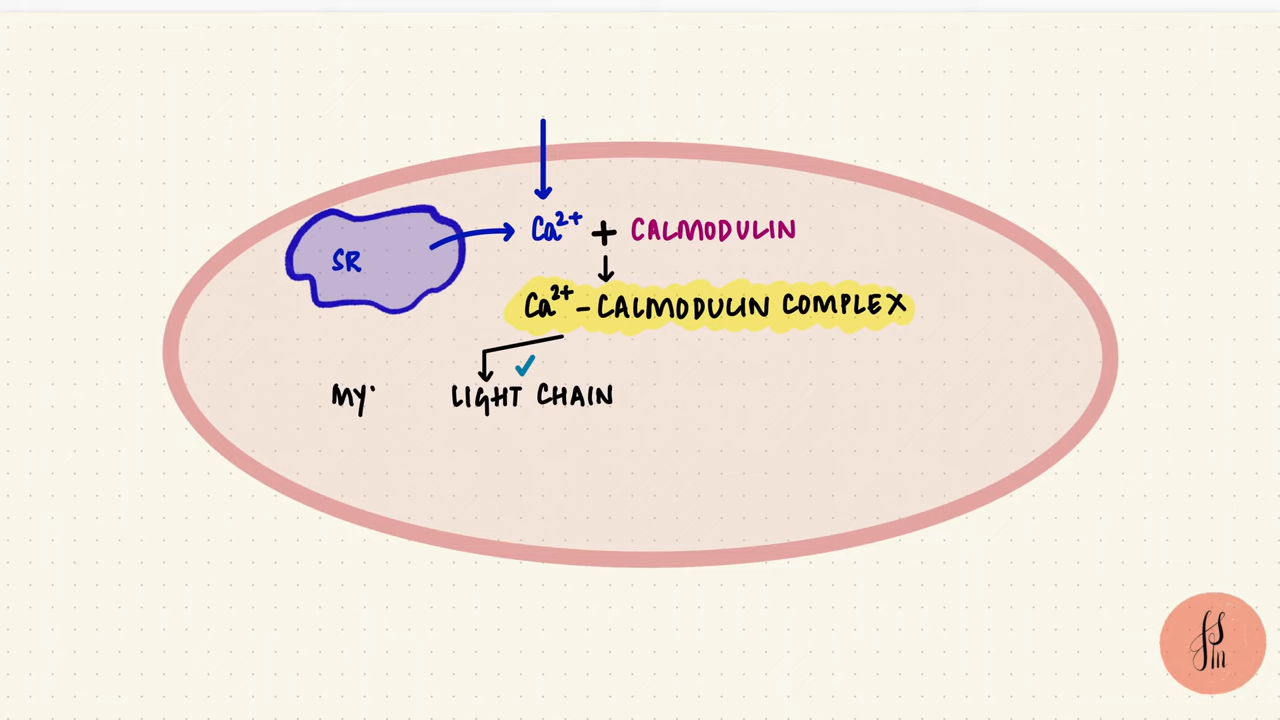 Ca²⁺ + CALMODULIN
SR
Ca²⁺ – CALMODULIN COMPLEX
My LIGHT CHAIN